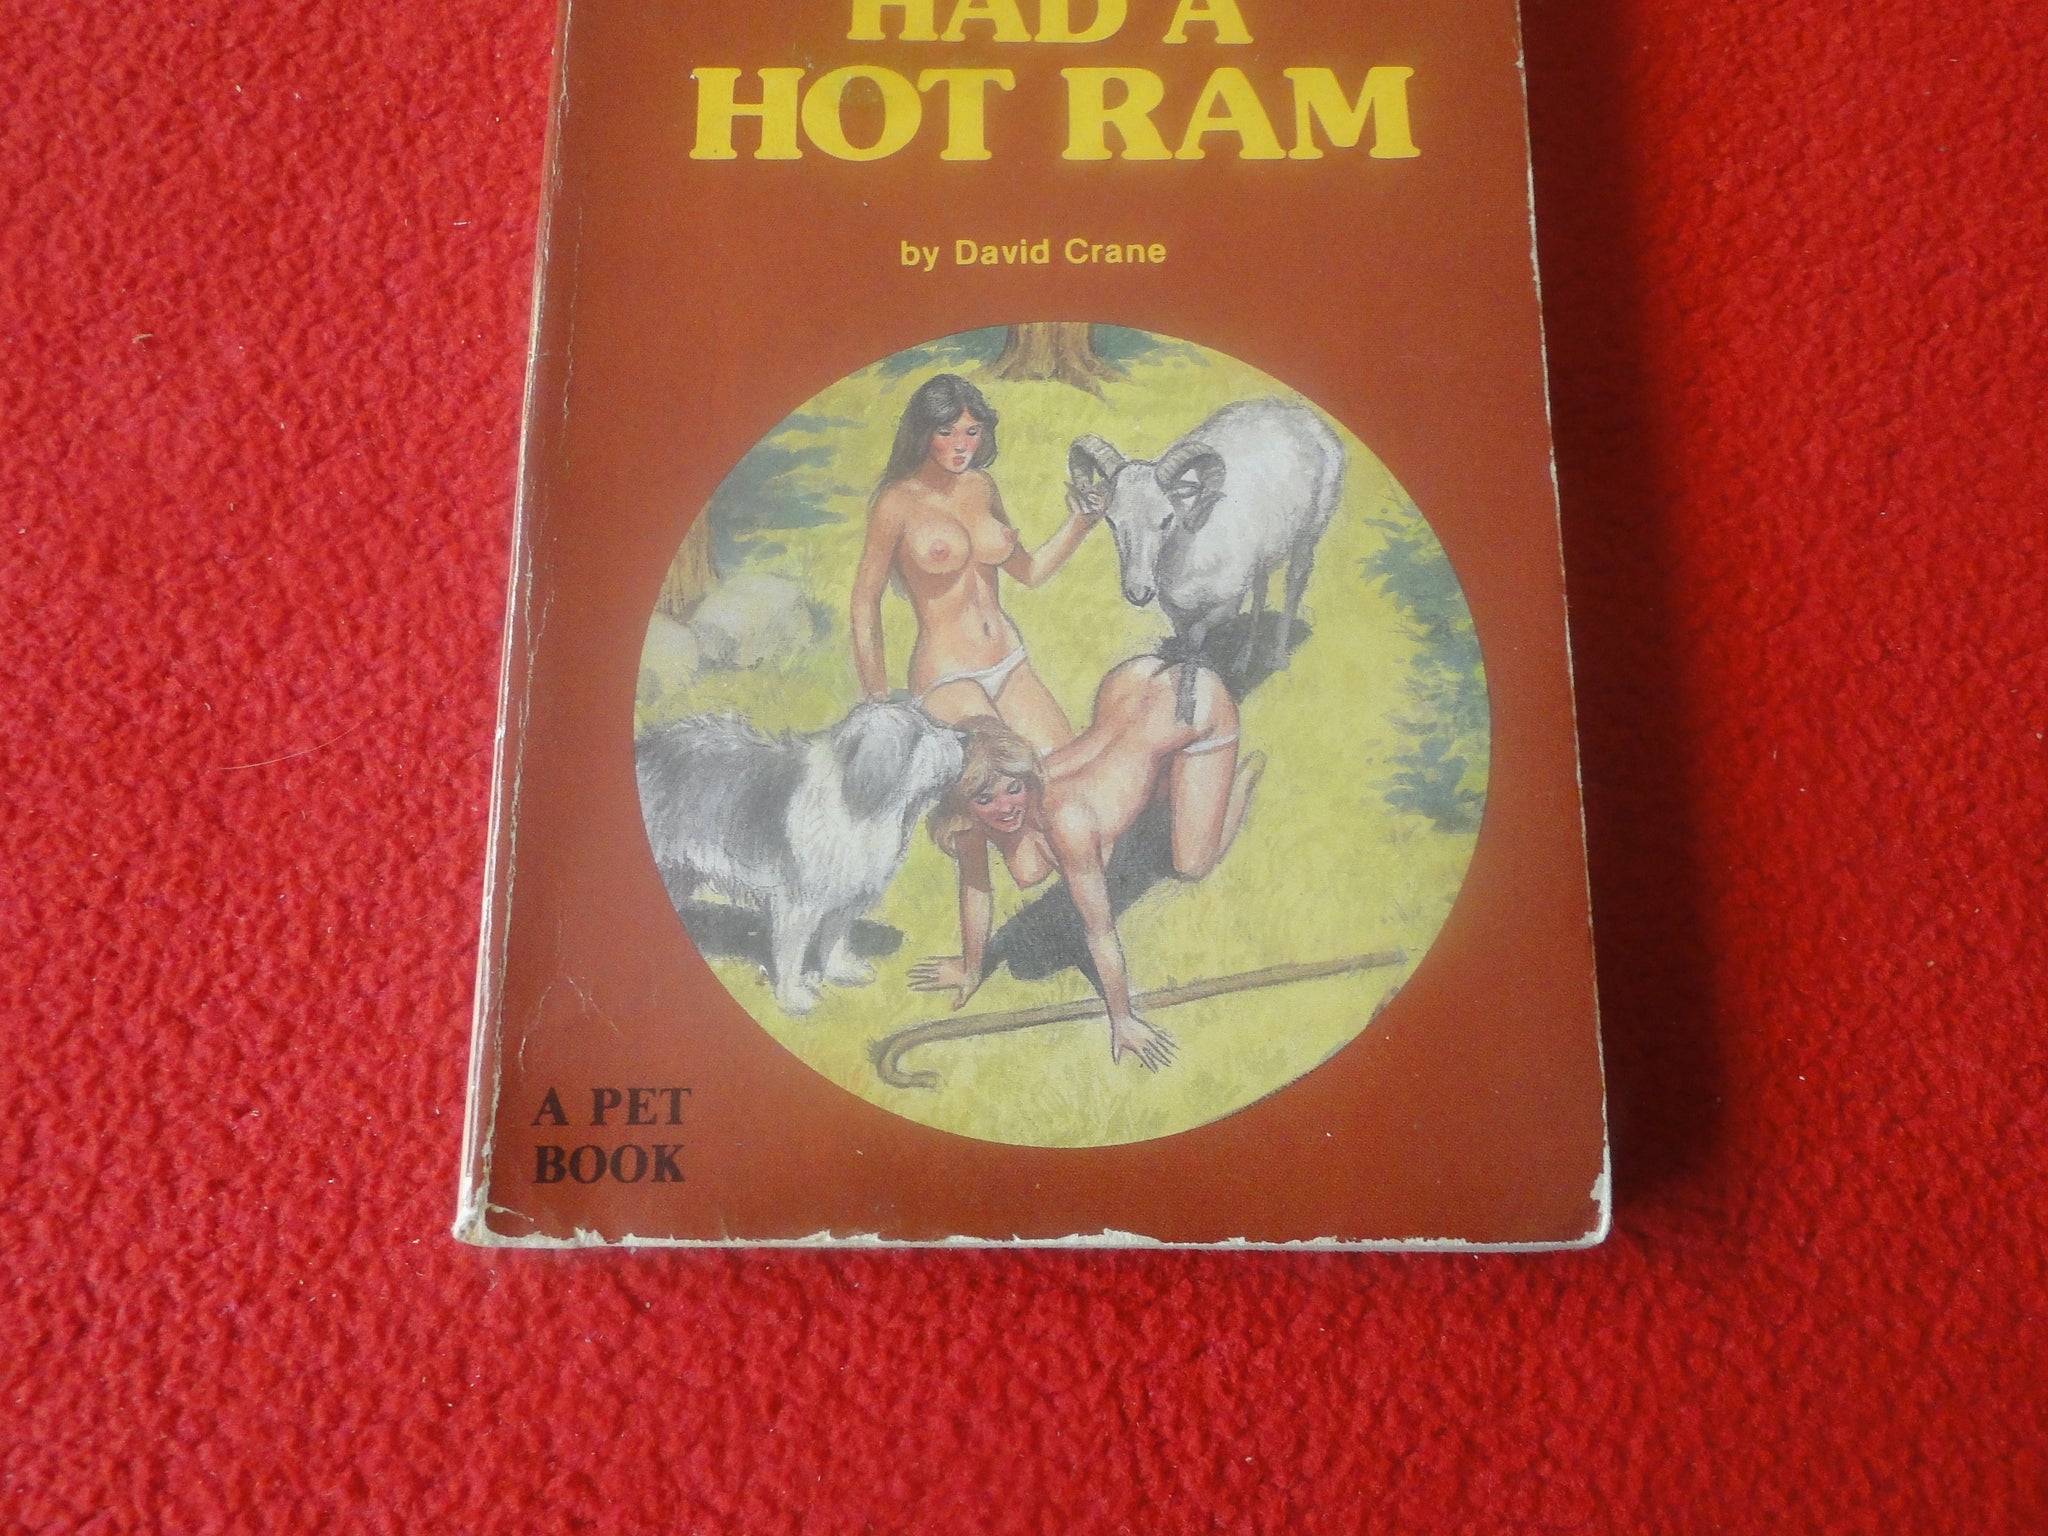 HAD A
HOT RAM
by David Crane
A PET
BOOK